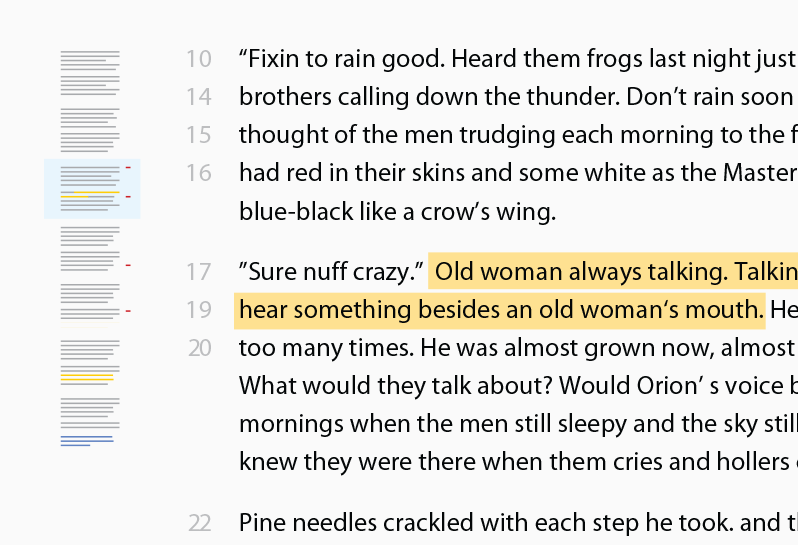 10 “Fixin to rain good. Heard them frogs last night just
14 brothers calling down the thunder. Don’t rain soon
15 thought of the men trudging each morning to the f
16 had red in their skins and some white as the Master
blue-black like a crow’s wing.
17 ”Sure nuff crazy.” Old woman always talking. Talkin
19 hear something besides an old woman‘s mouth. He
20 too many times. He was almost grown now, almost
What would they talk about? Would Orion’ s voice b
mornings when the men still sleepy and the sky still
knew they were there when them cries and hollers
22 Pine needles crackled with each step he took. and th